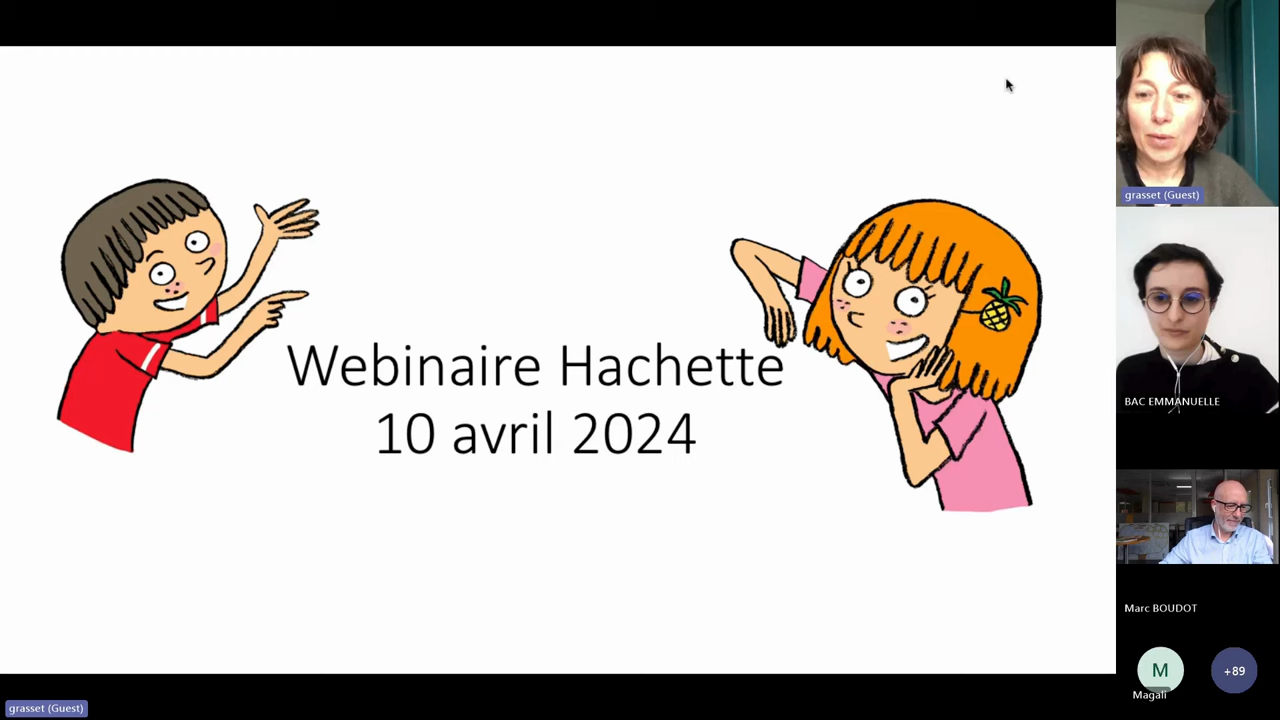 Webinaire Hachette
10 avril 2024
grasset (Guest)
BAC EMMANUELLE
Marc BOUDOT
M
Magali
+89
grasset (Guest)